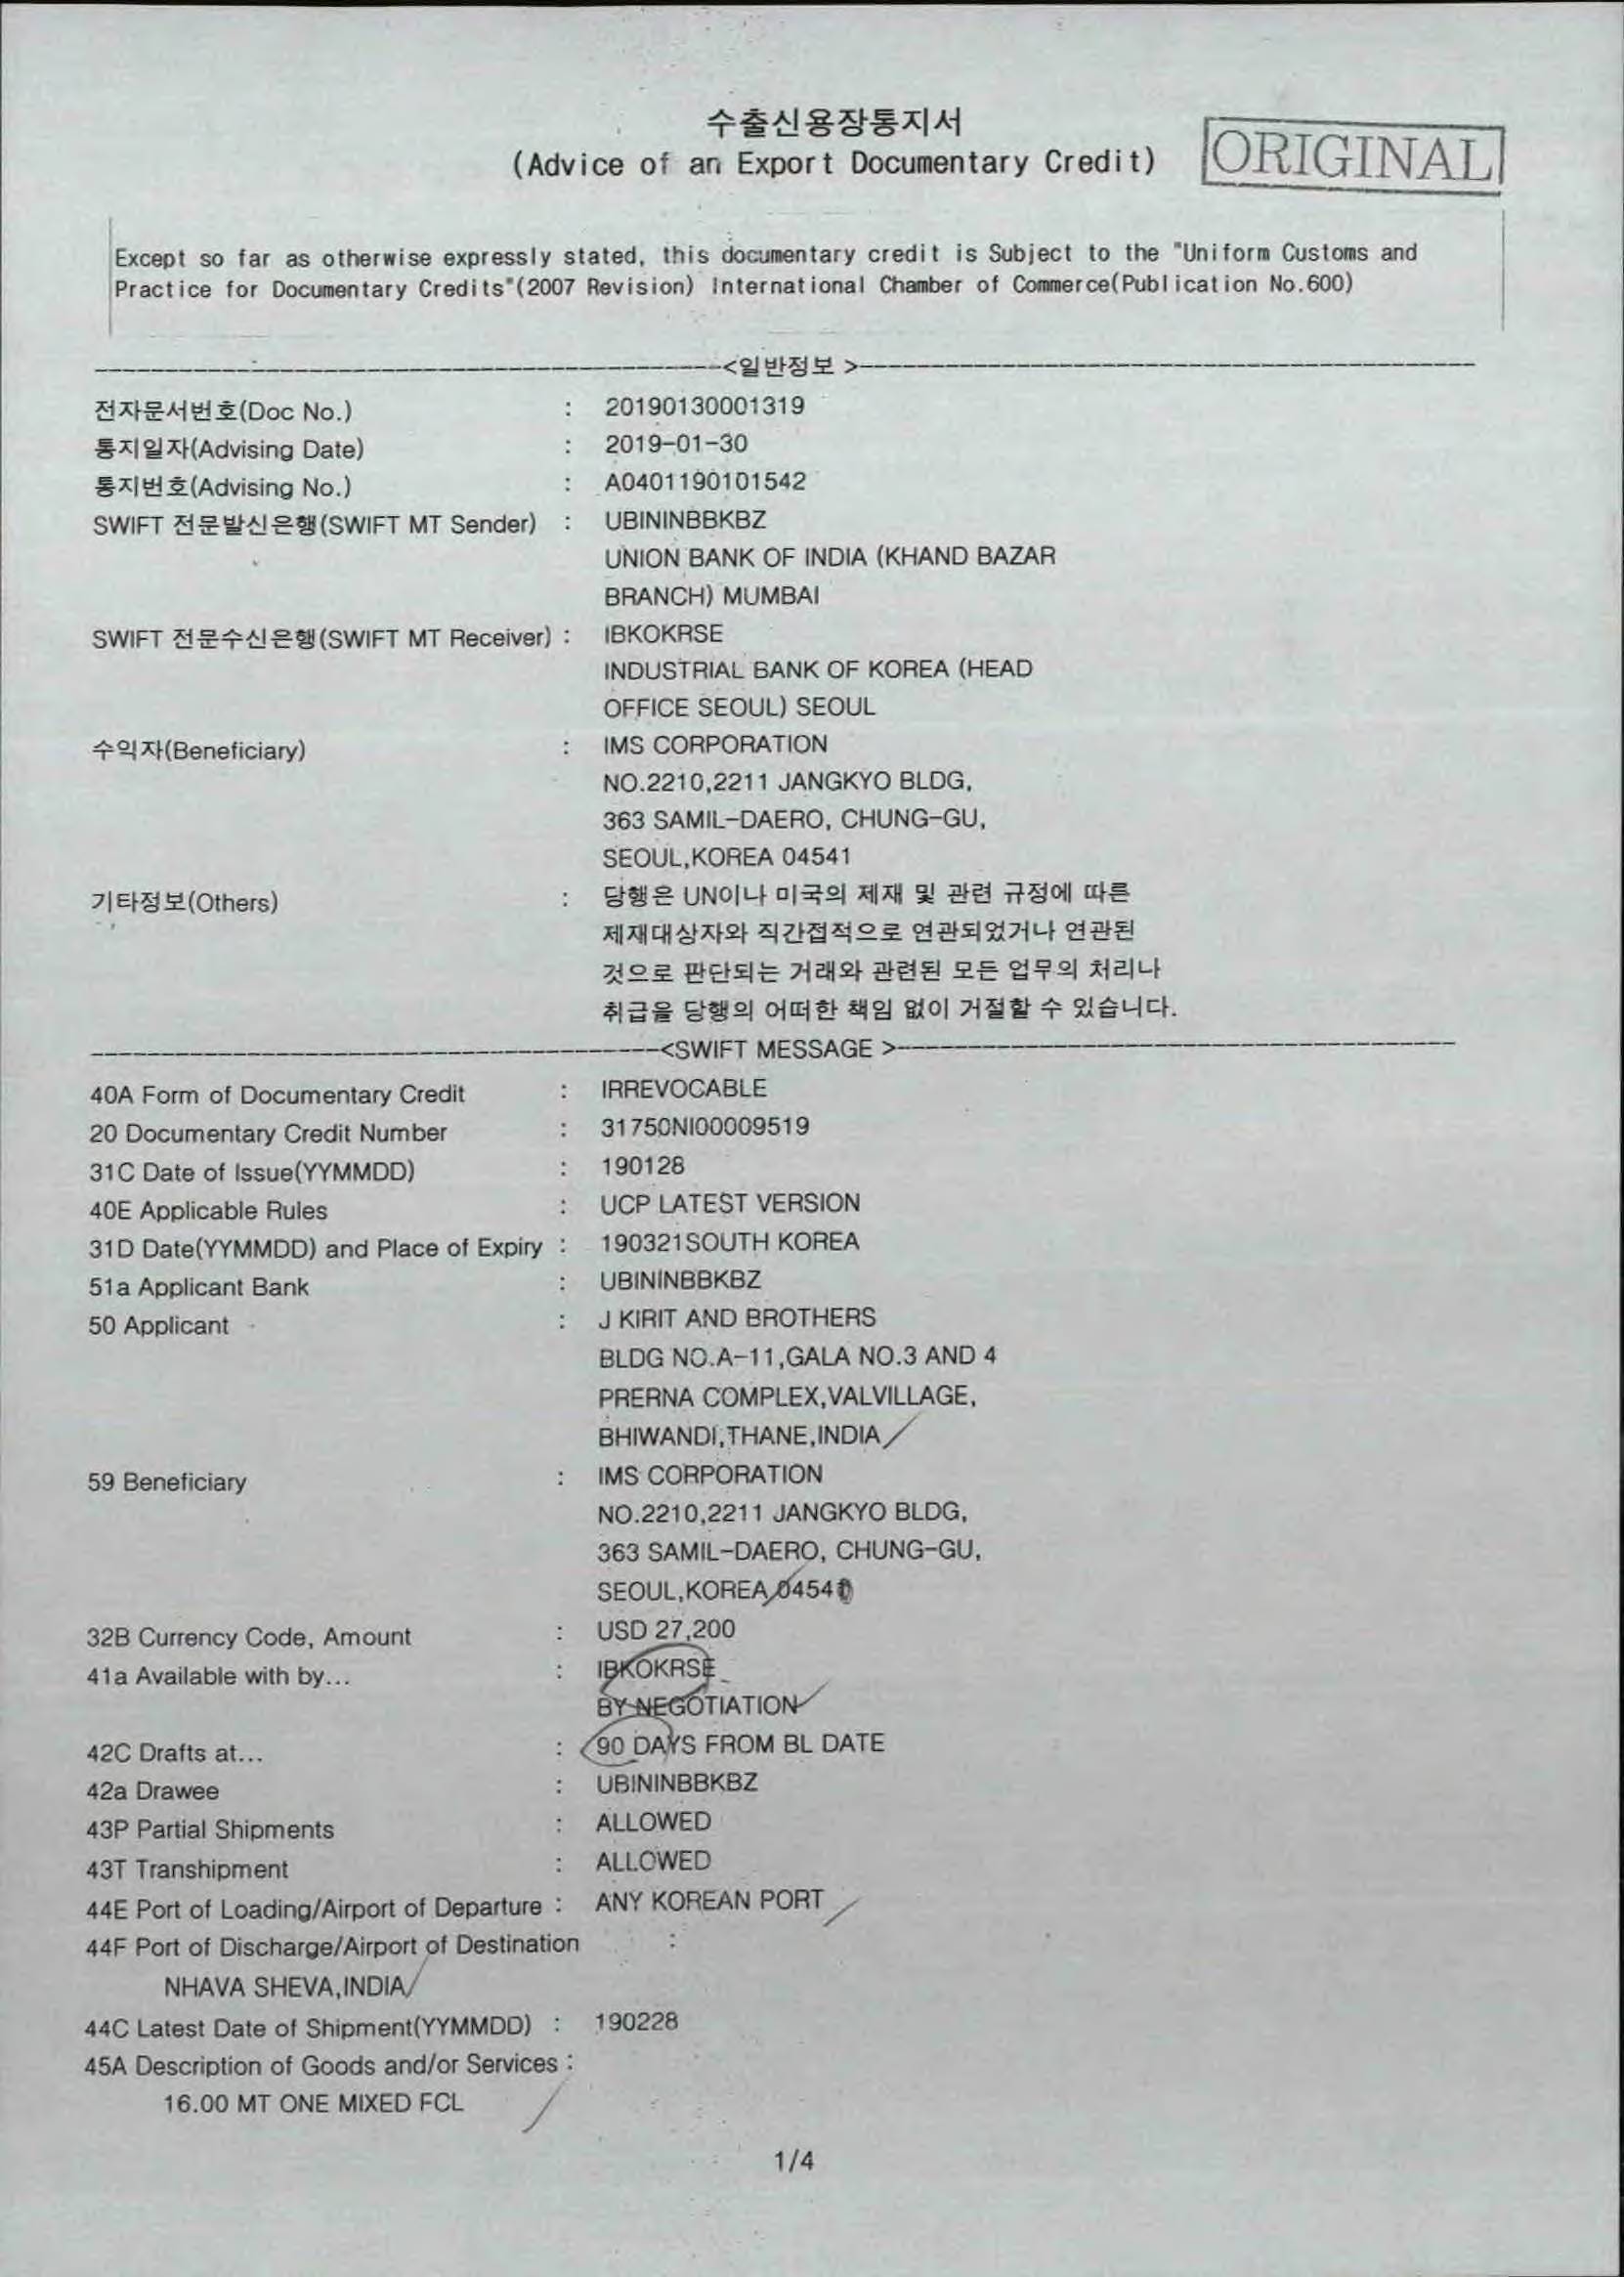 수출신용장통지서
(Advice of an Export Documentary Credit)
ORIGINAL
Except so far as otherwise expressly stated, this documentary credit is Subject to the "Uniform Customs and
Practice for Documentary Credits"(2007 Revision) International Chamber of Commerce(Publication No.600)
<일반정보 >
전자문서번호(Doc No.) : 20190130001319
통지일자(Advising Date) : 2019-01-30
통지번호(Advising No.) : A0401190101542
SWIFT 전문발신은행(SWIFT MT Sender) : UBININBBKBZ
UNION BANK OF INDIA (KHAND BAZAR
BRANCH) MUMBAI
SWIFT 전문수신은행(SWIFT MT Receiver) : IBKOKRSE
INDUSTRIAL BANK OF KOREA (HEAD
OFFICE SEOUL) SEOUL
수익자(Beneficiary) : IMS CORPORATION
NO.2210,2211 JANGKYO BLDG,
363 SAMIL-DAERO, CHUNG-GU,
SEOUL,KOREA 04541
기타정보(Others) : 당행은 UN이나 미국의 제재 및 관련 규정에 따른
제재대상자와 직간접적으로 연관되었거나 연관된
것으로 판단되는 거래와 관련된 모든 업무의 처리나
취급을 당행의 어떠한 책임 없이 거절할 수 있습니다.
<SWIFT MESSAGE >
40A Form of Documentary Credit : IRREVOCABLE
20 Documentary Credit Number : 31750NI00009519
31C Date of Issue(YYMMDD) : 190128
40E Applicable Rules : UCP LATEST VERSION
31D Date(YYMMDD) and Place of Expiry : 190321SOUTH KOREA
51a Applicant Bank : UBININBBKBZ
50 Applicant : J KIRIT AND BROTHERS
BLDG NO.A-11,GALA NO.3 AND 4
PRERNA COMPLEX,VALVILLAGE,
BHIWANDI,THANE,INDIA
59 Beneficiary : IMS CORPORATION
NO.2210,2211 JANGKYO BLDG,
363 SAMIL-DAERO, CHUNG-GU,
SEOUL,KOREA
32B Currency Code, Amount : USD 27,200
41a Available with by... : IBKOKRSE
BY NEGOTIATION
42C Drafts at... : 90 DAYS FROM BL DATE
42a Drawee : UBININBBKBZ
43P Partial Shipments : ALLOWED
43T Transhipment : ALLOWED
44E Port of Loading/Airport of Departure : ANY KOREAN PORT
44F Port of Discharge/Airport of Destination :
NHAVA SHEVA,INDIA
44C Latest Date of Shipment(YYMMDD) : 190228
45A Description of Goods and/or Services :
16.00 MT ONE MIXED FCL
1/4